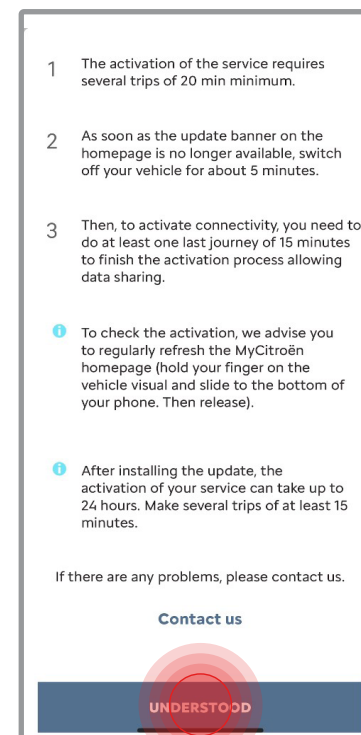 1 The activation of the service requires
several trips of 20 min minimum.
2 As soon as the update banner on the
homepage is no longer available, switch
off your vehicle for about 5 minutes.
3 Then, to activate connectivity, you need to
do at least one last journey of 15 minutes
to finish the activation process allowing
data sharing.
i To check the activation, we advise you
to regularly refresh the MyCitroën
homepage (hold your finger on the
vehicle visual and slide to the bottom of
your phone. Then release).
i After installing the update, the
activation of your service can take up to
24 hours. Make several trips of at least 15
minutes.
If there are any problems, please contact us.
Contact us
UNDERSTOOD